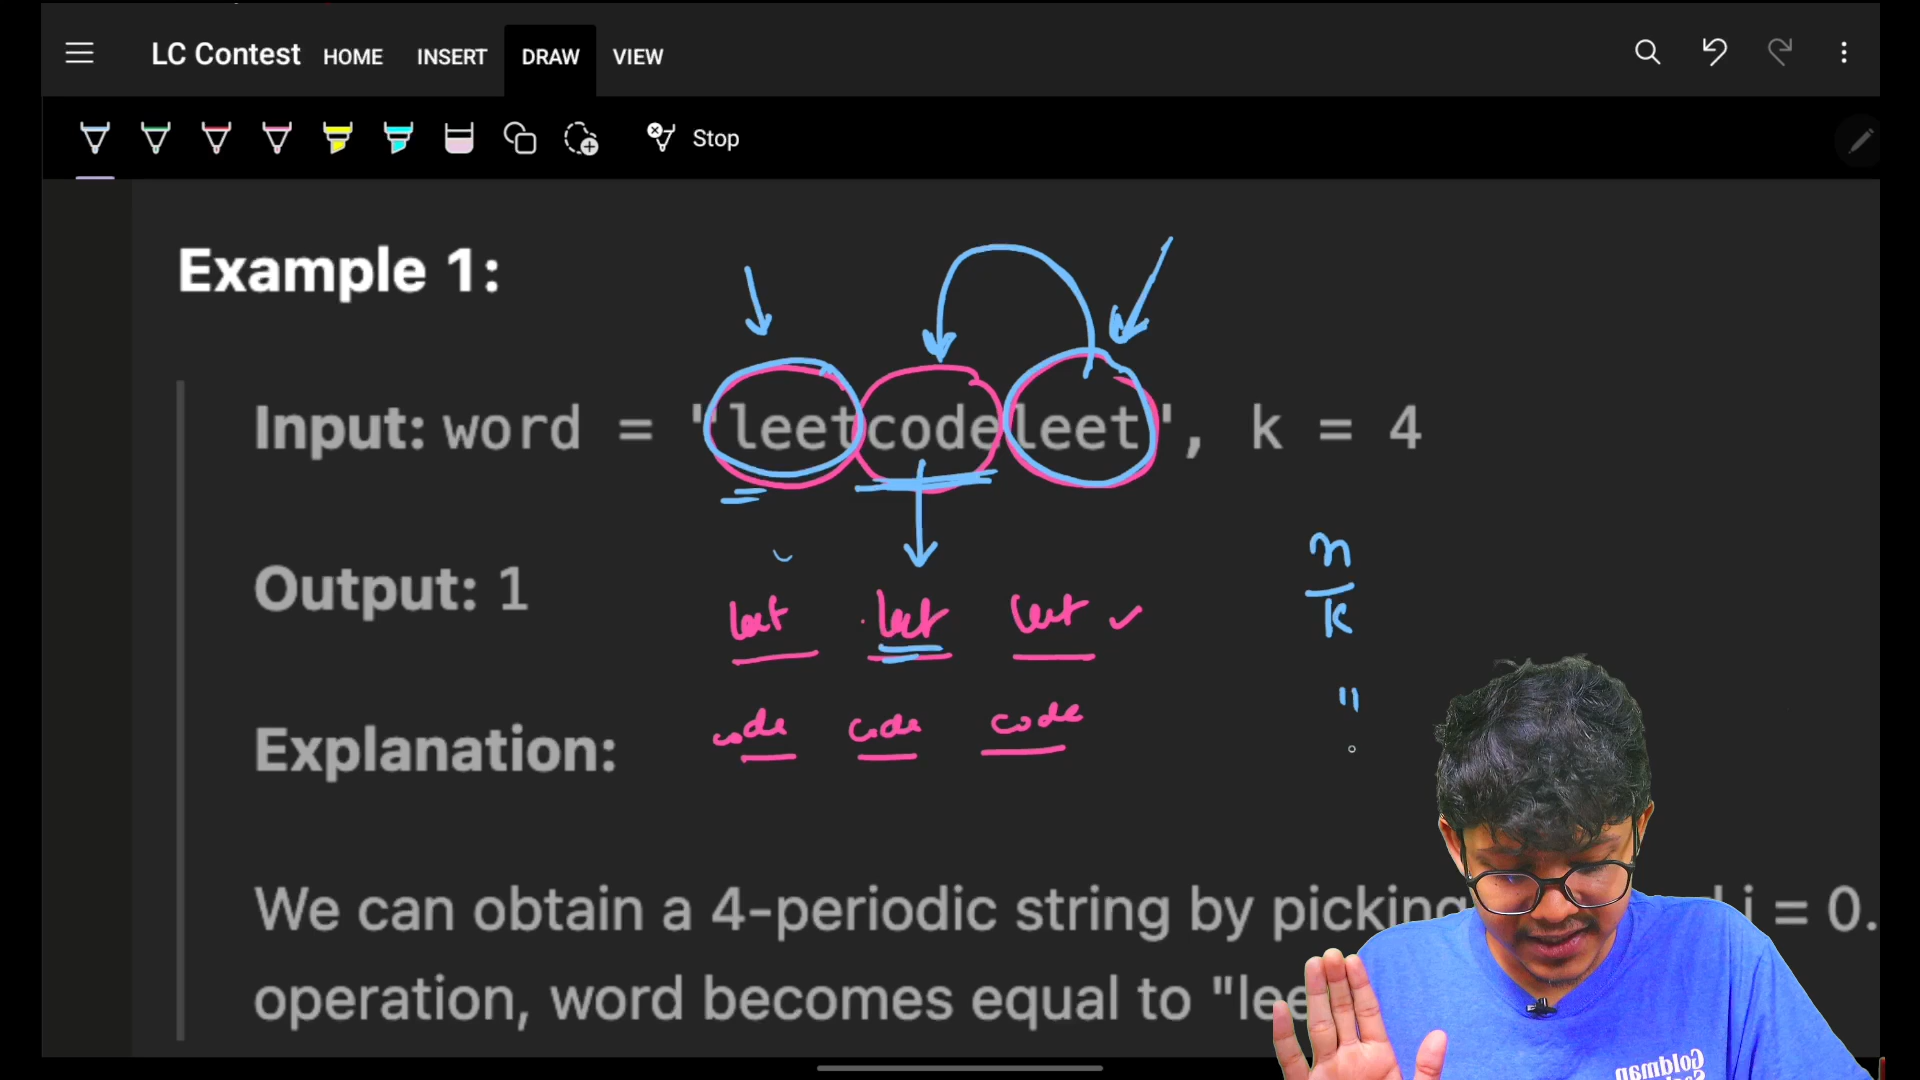 LC Contest HOME INSERT DRAW VIEW
Stop
Example 1:
Input: word = "leetcodeleet", k = 4
n
Output: 1
leet leet leet ✓
k
"
code code code
Explanation:
We can obtain a 4-periodic string by picking j = 0.
operation, word becomes equal to "lee
Goldman